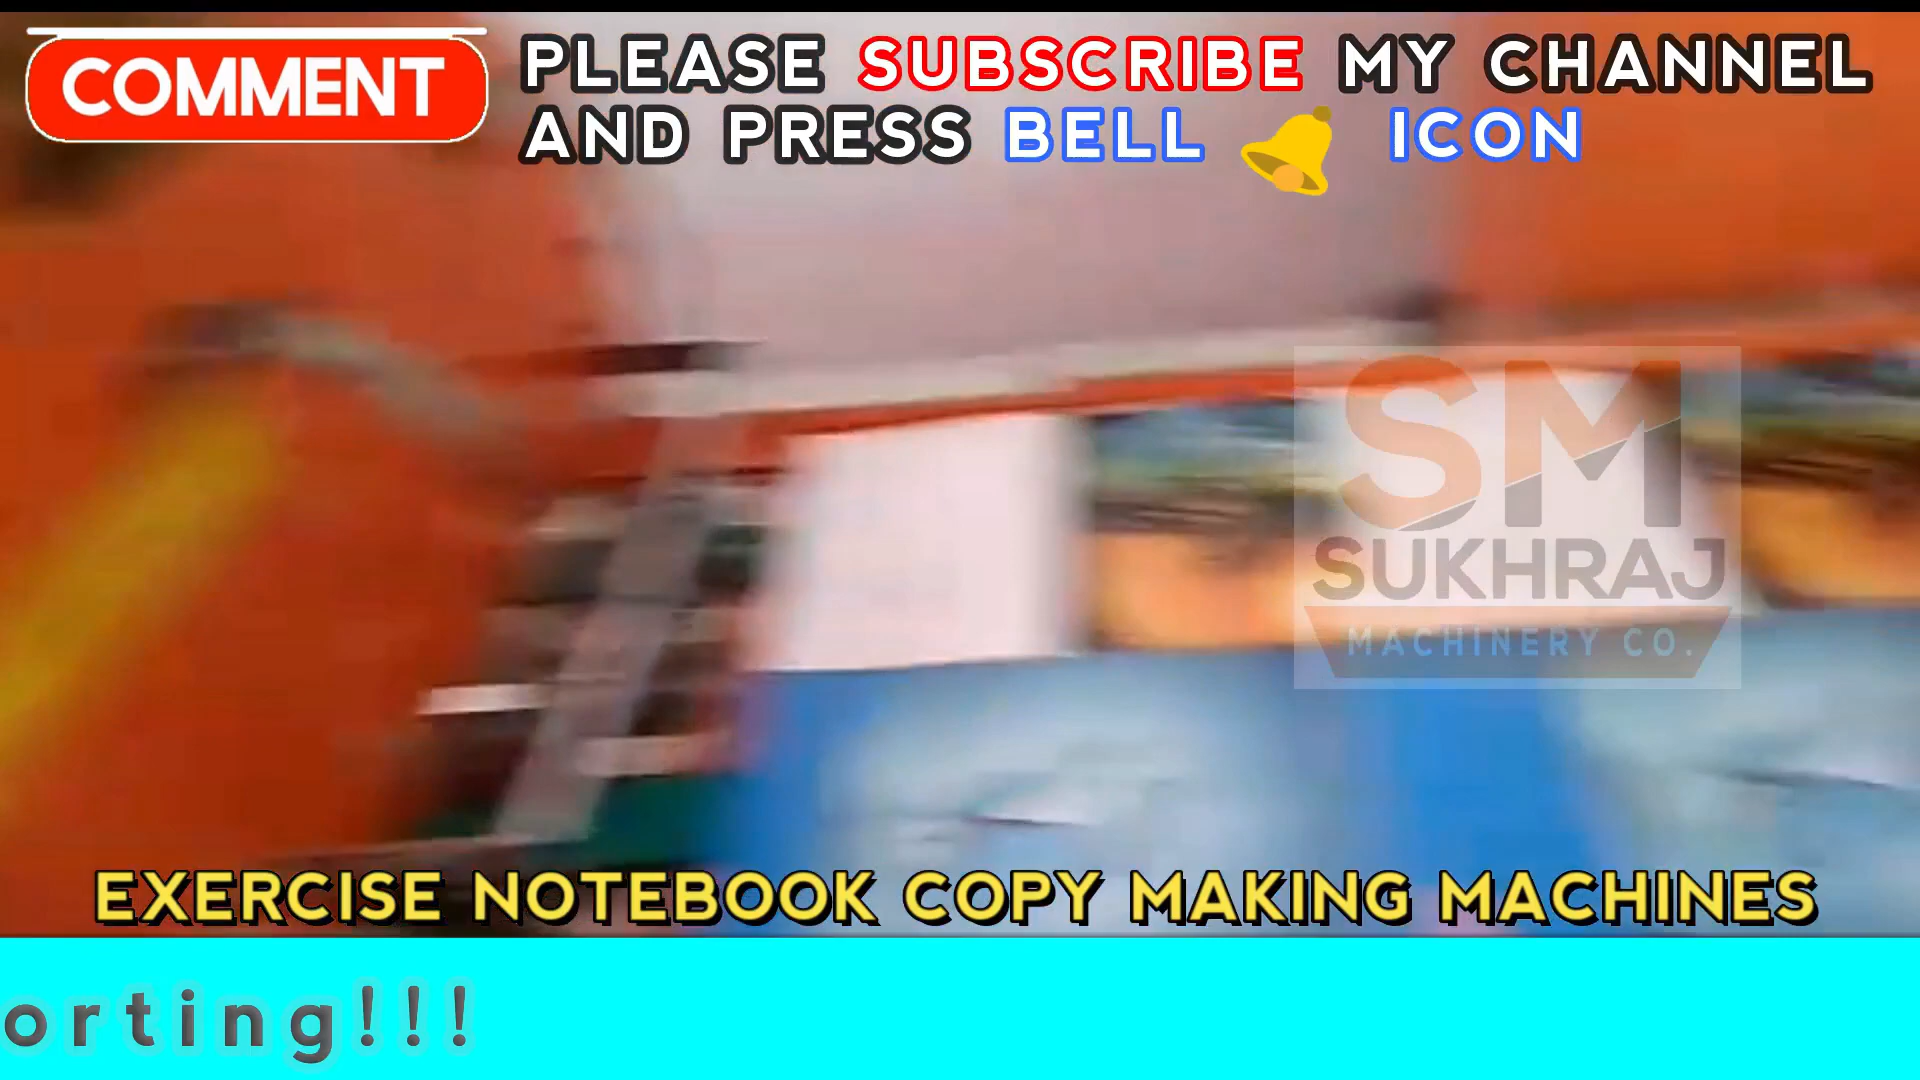 COMMENT
PLEASE SUBSCRIBE MY CHANNEL
AND PRESS BELL ICON
SM
SUKHRAJ
MACHINERY CO.
EXERCISE NOTEBOOK COPY MAKING MACHINES
orting!!!